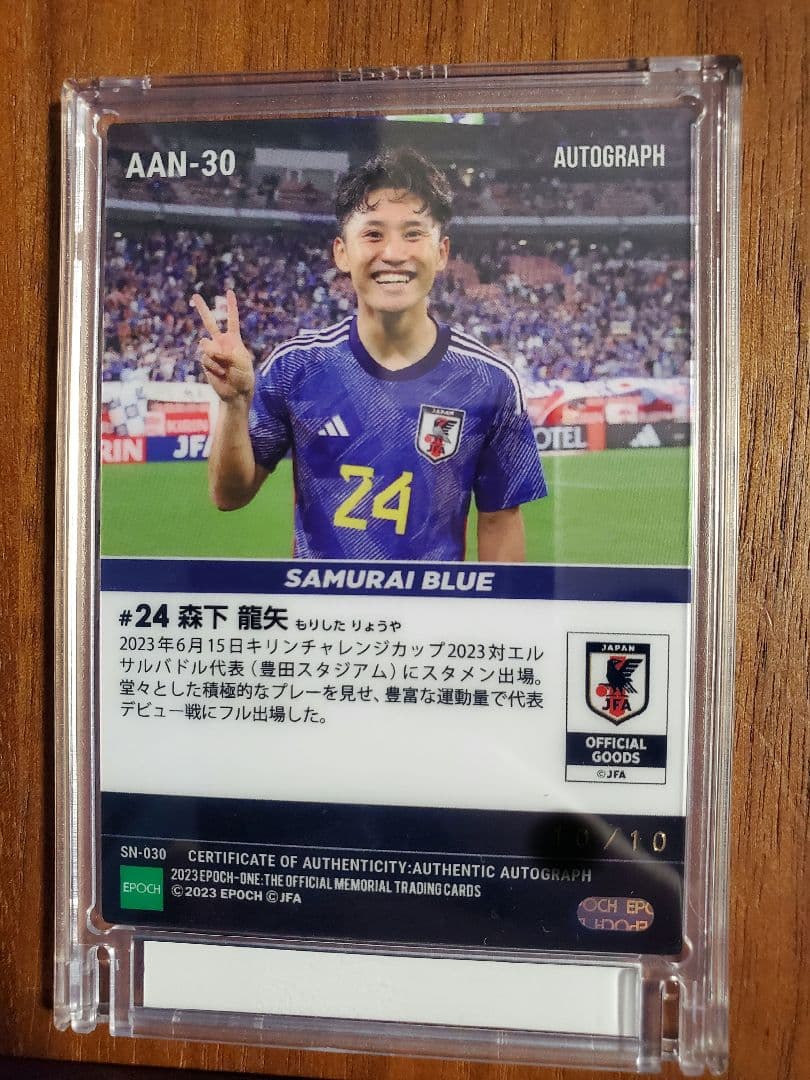 EPOCH
AAN-30
AUTOGRAPH
JAPAN
JFA
RIN
KIRIN
JFA
OTEL
24
SAMURAI BLUE
#24 森下 龍矢 もりした りょうや
2023年6月15日キリンチャレンジカップ2023対エル
サルバドル代表（豊田スタジアム）にスタメン出場。
堂々とした積極的なプレーを見せ、豊富な運動量で代表
デビュー戦にフル出場した。
JAPAN
JFA
OFFICIAL
GOODS
©JFA
10/10
SN-030
CERTIFICATE OF AUTHENTICITY:AUTHENTIC AUTOGRAPH
2023 EPOCH-ONE:THE OFFICIAL MEMORIAL TRADING CARDS
EPOCH
©2023 EPOCH ©JFA
OCH EPO
EPOCH